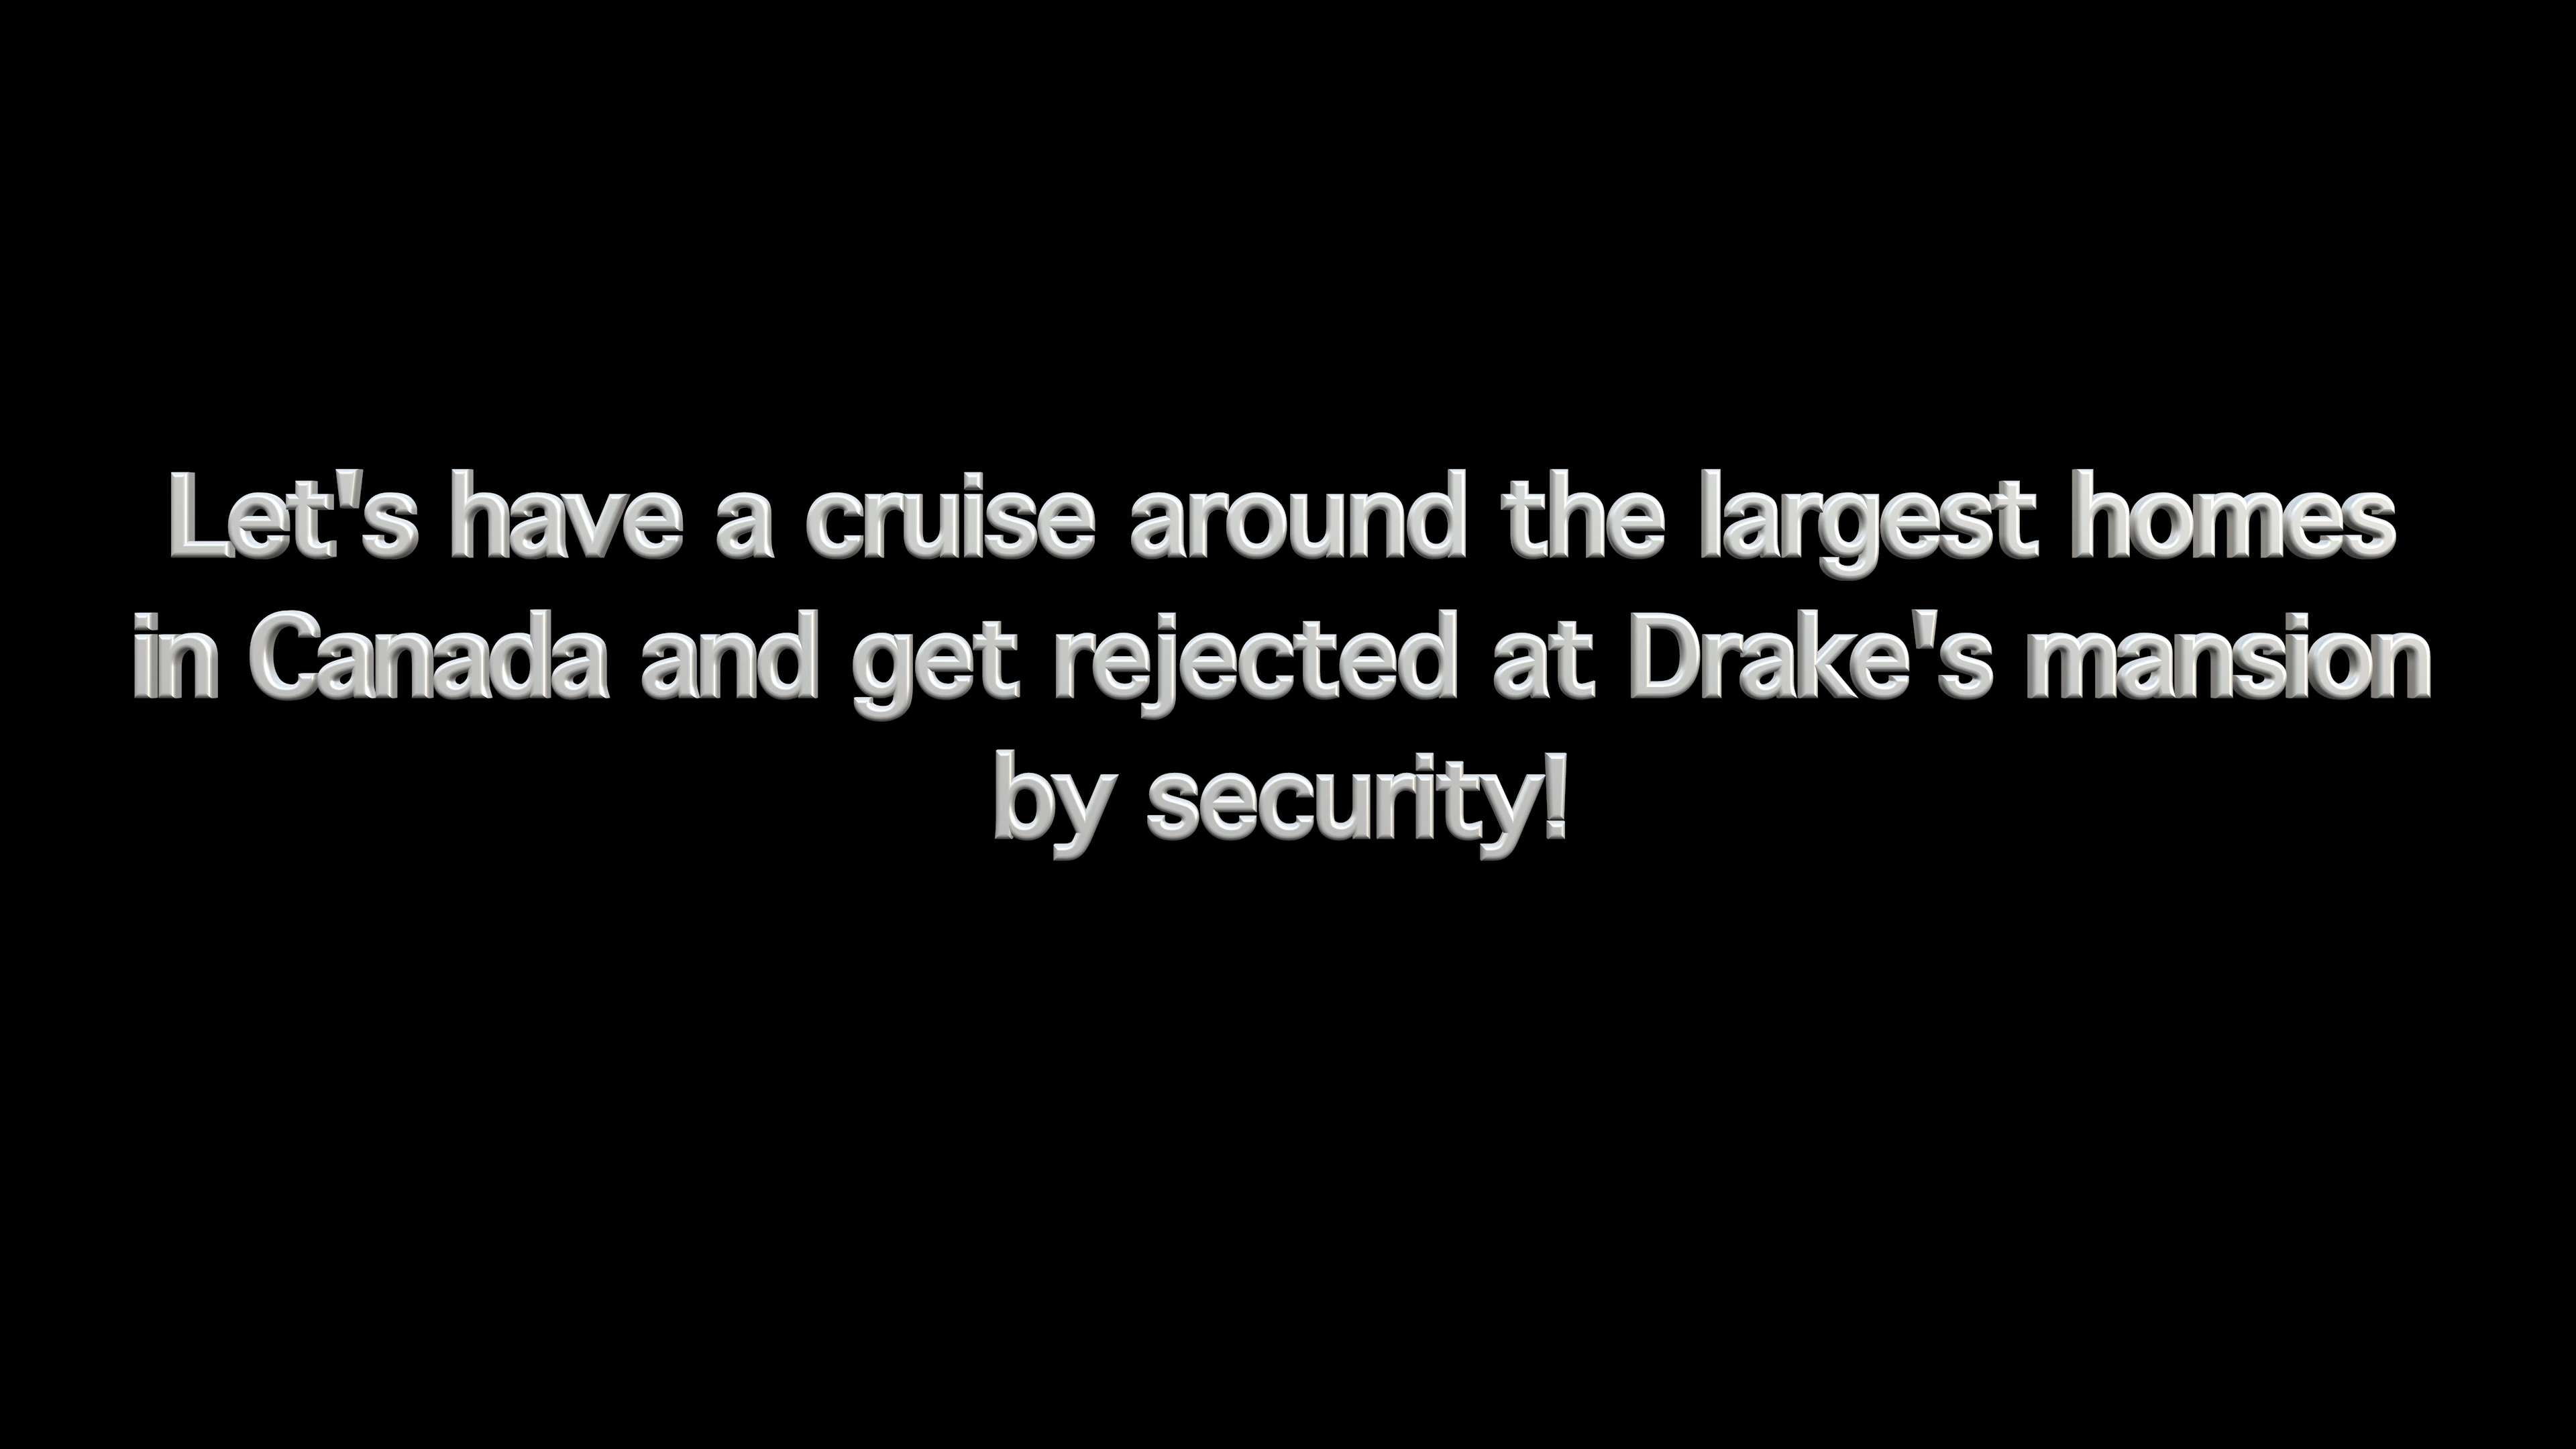 Let's have a cruise around the largest homes
in Canada and get rejected at Drake's mansion
by security!